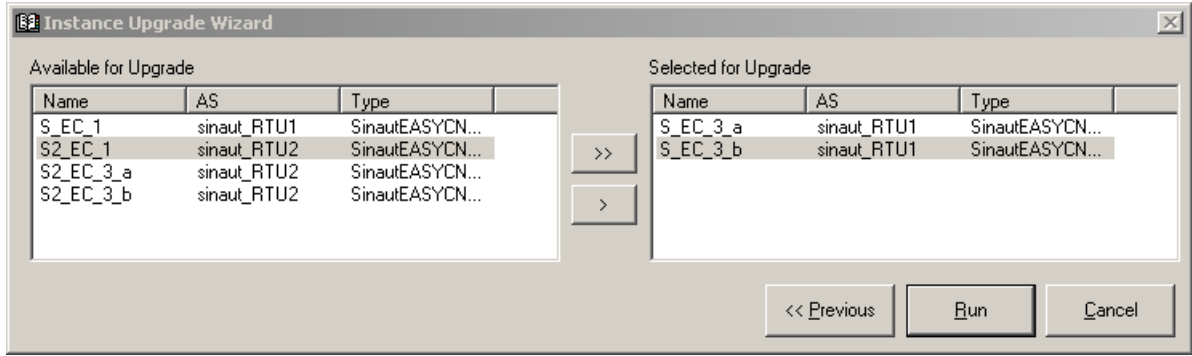 Instance Upgrade Wizard
Available for Upgrade
Name AS Type
S_EC_1 sinaut_RTU1 SinautEASYCN...
S2_EC_1 sinaut_RTU2 SinautEASYCN...
S2_EC_3_a sinaut_RTU2 SinautEASYCN...
S2_EC_3_b sinaut_RTU2 SinautEASYCN...
>>
>
Selected for Upgrade
Name AS Type
S_EC_3_a sinaut_RTU1 SinautEASYCN...
S_EC_3_b sinaut_RTU1 SinautEASYCN...
<< Previous Run Cancel